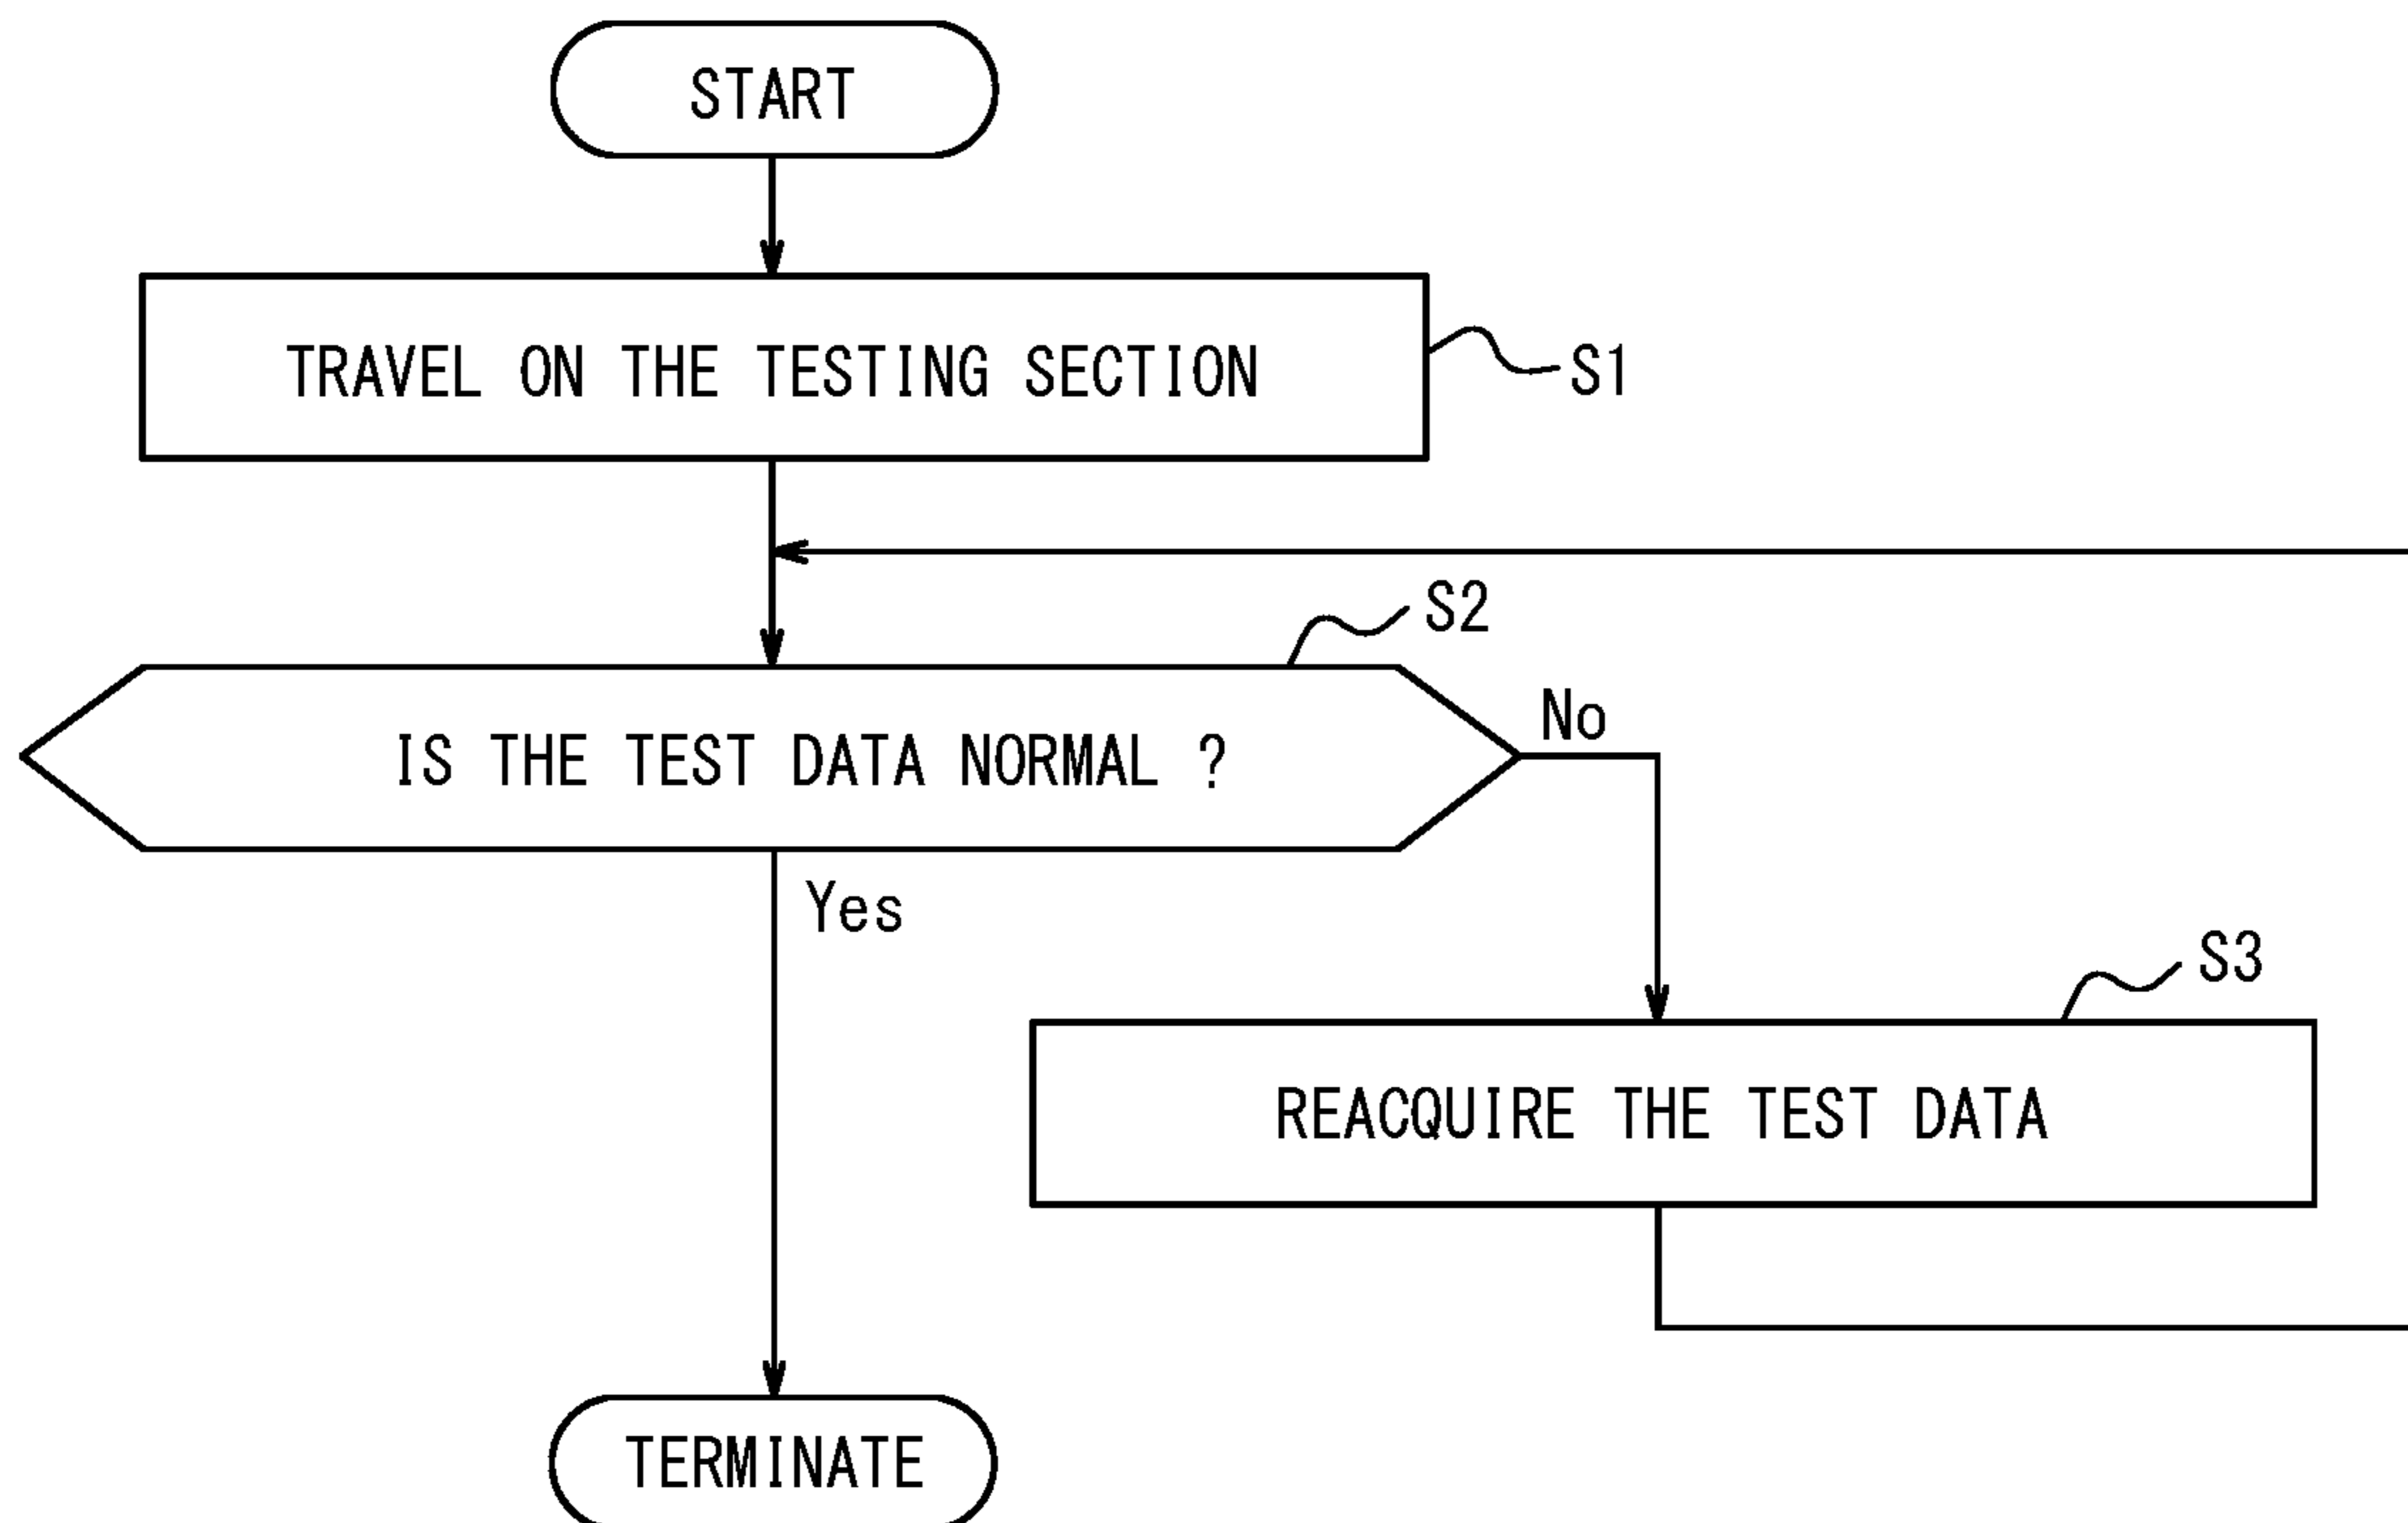 START
TRAVEL ON THE TESTING SECTION
S1
S2
IS THE TEST DATA NORMAL ?
No
Yes
S3
REACQUIRE THE TEST DATA
TERMINATE